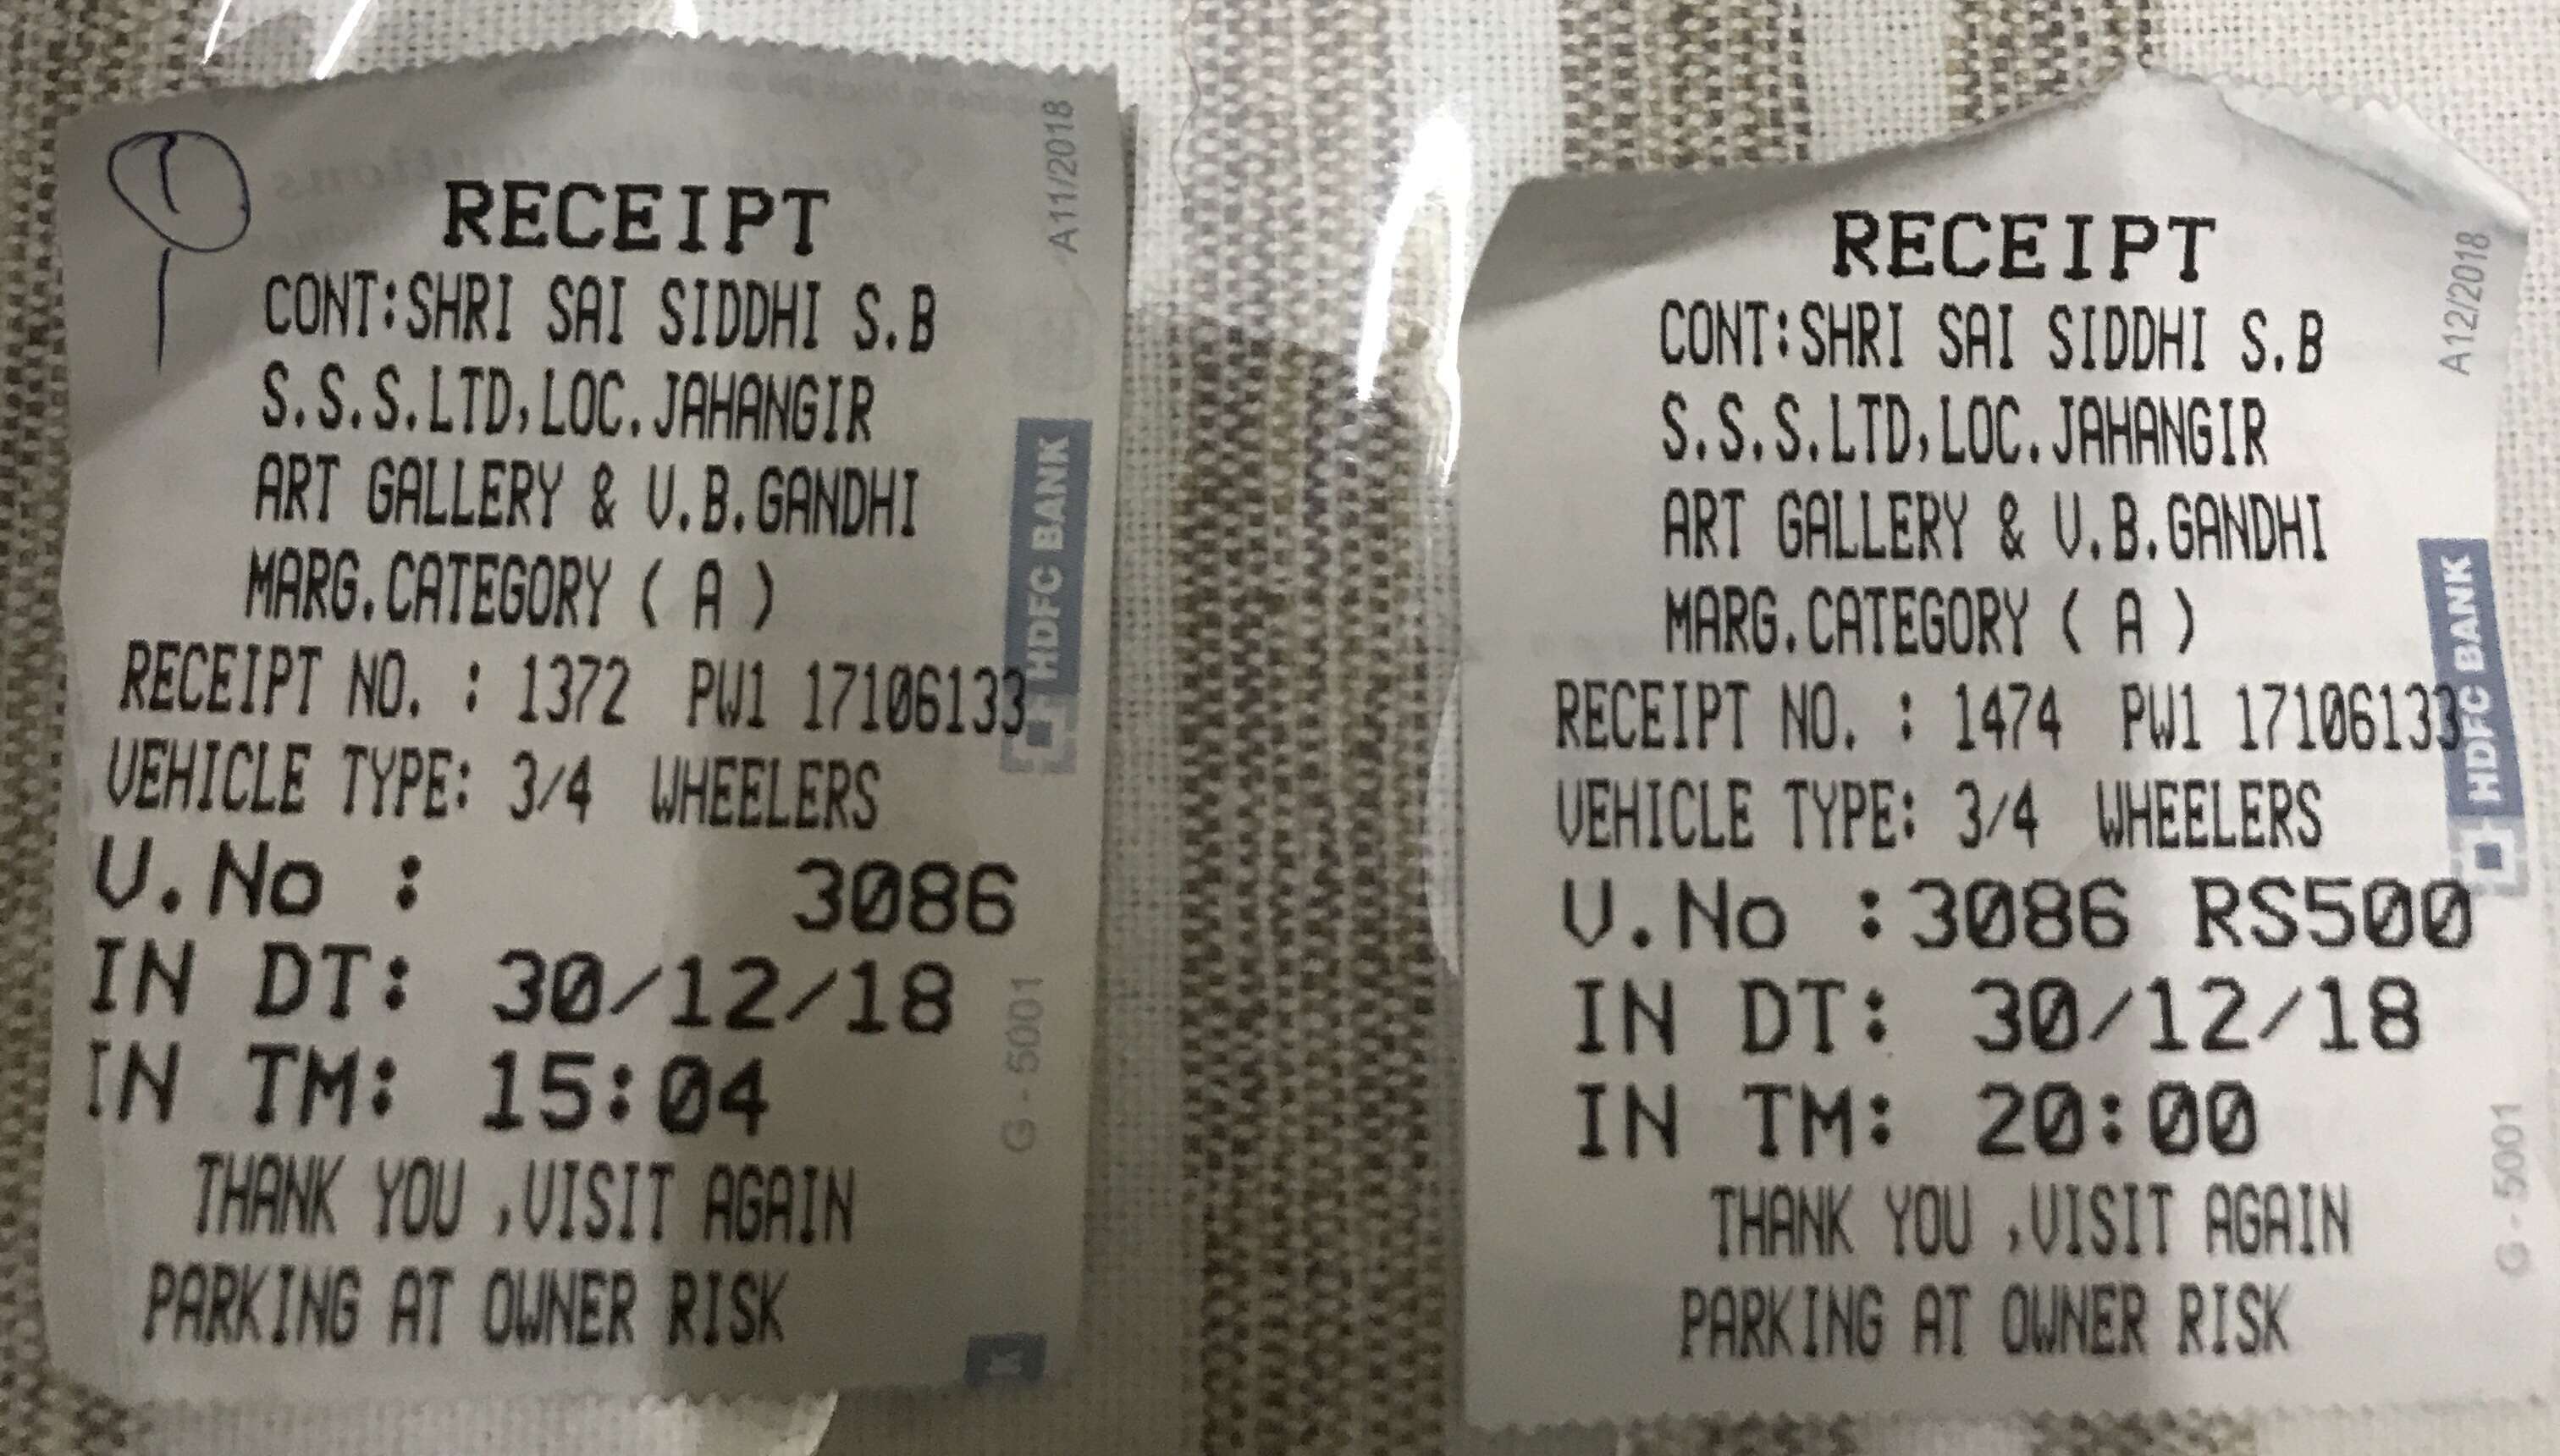 RECEIPT
CONT:SHRI SAI SIDDHI S.B
S.S.S.LTD,LOC.JAHANGIR
ART GALLERY & V.B.GANDHI
MARG.CATEGORY ( A )
RECEIPT NO. : 1372 PW1 17106133
VEHICLE TYPE: 3/4 WHEELERS
V.No : 3086
IN DT: 30/12/18
IN TM: 15:04
THANK YOU ,VISIT AGAIN
PARKING AT OWNER RISK
A11/2018
HDFC BANK
G - 5001
K
RECEIPT
CONT:SHRI SAI SIDDHI S.B
S.S.S.LTD,LOC.JAHANGIR
ART GALLERY & V.B.GANDHI
MARG.CATEGORY ( A )
RECEIPT NO. : 1474 PW1 17106133
VEHICLE TYPE: 3/4 WHEELERS
V.No :3086 RS500
IN DT: 30/12/18
IN TM: 20:00
THANK YOU ,VISIT AGAIN
PARKING AT OWNER RISK
A12/2018
HDFC BANK
G - 5001